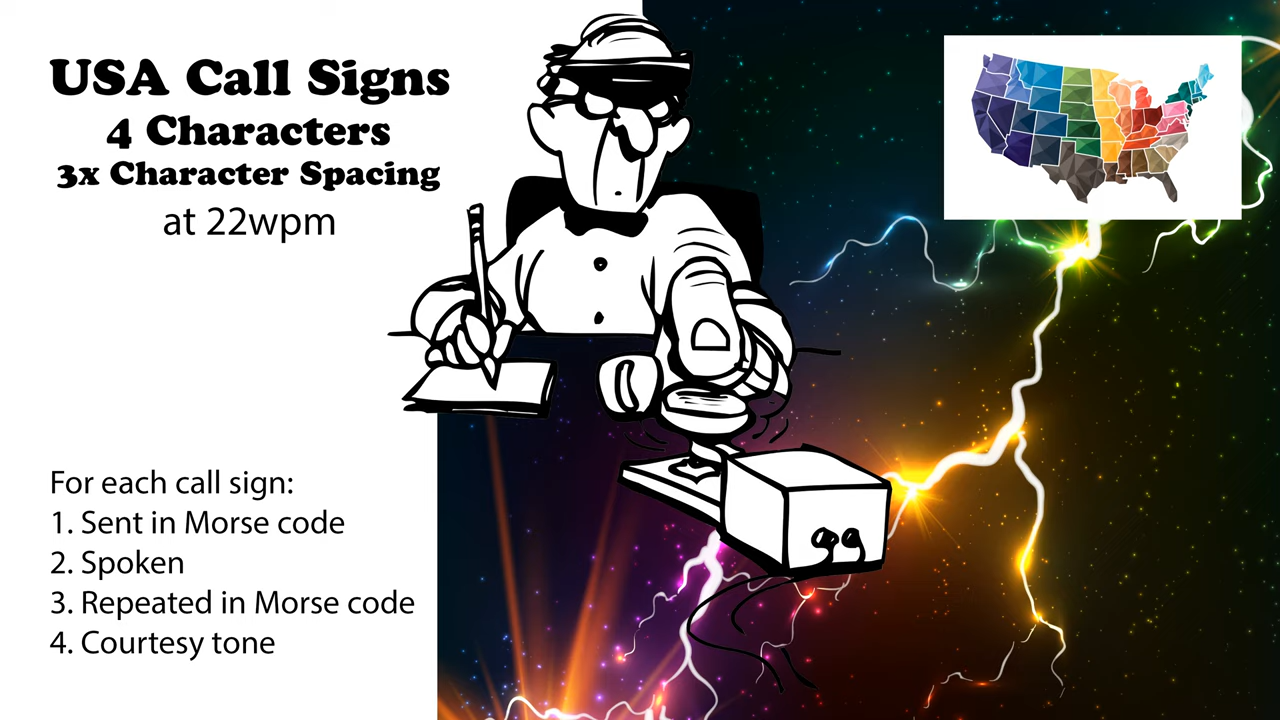 USA Call Signs
4 Characters
3x Character Spacing
at 22wpm
For each call sign:
1. Sent in Morse code
2. Spoken
3. Repeated in Morse code
4. Courtesy tone